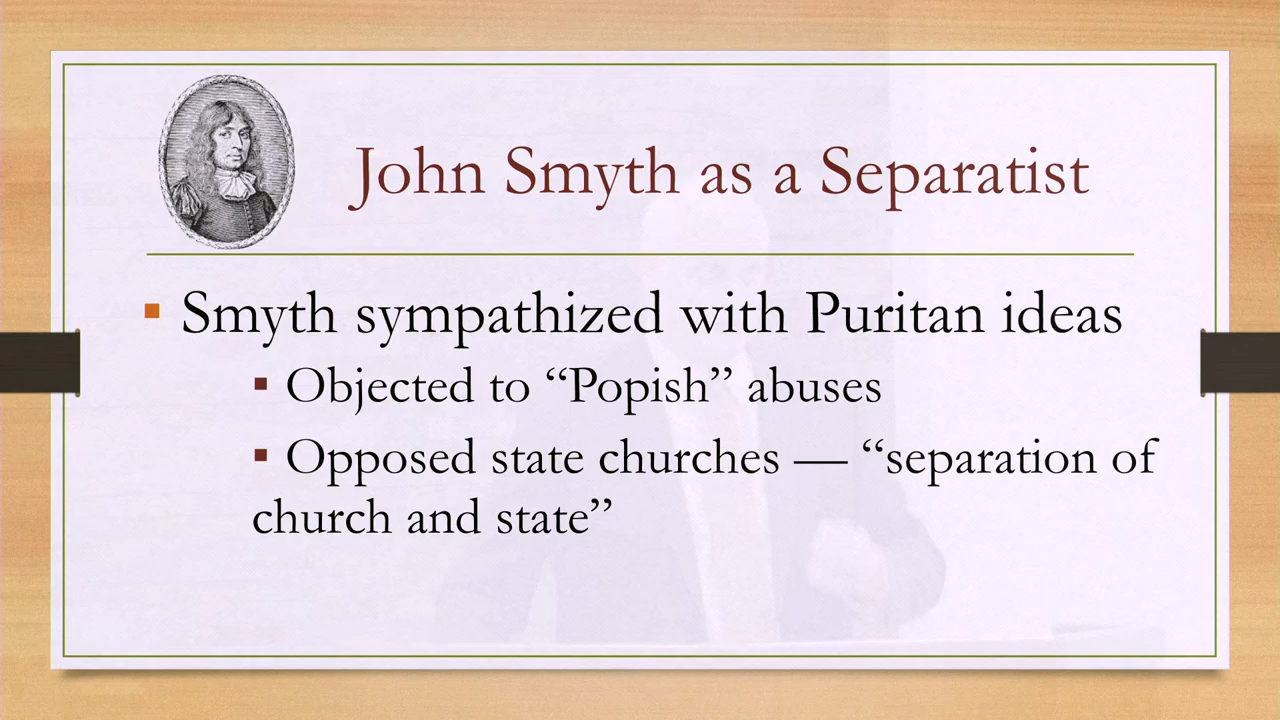 John Smyth as a Separatist
▪ Smyth sympathized with Puritan ideas
▪ Objected to “Popish” abuses
▪ Opposed state churches — “separation of
church and state”